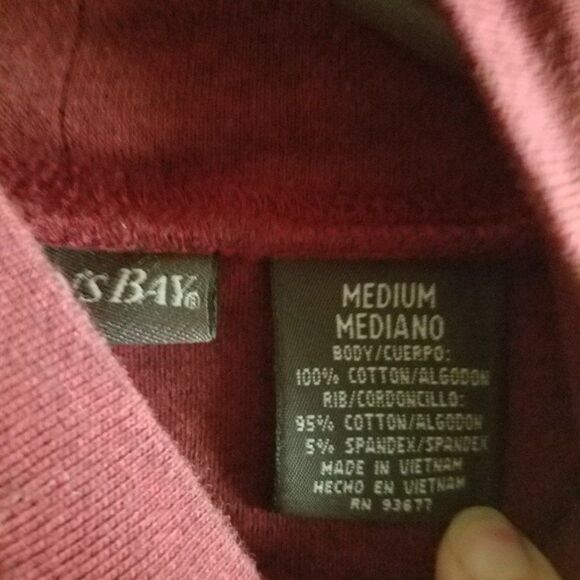 'S BAY®
MEDIUM
MEDIANO
BODY/CUERPO:
100% COTTON/ALGODON
RIB/CORDONCILLO:
95% COTTON/ALGODON
5% SPANDEX/SPANDEX
MADE IN VIETNAM
HECHO EN VIETNAM
RN 93677